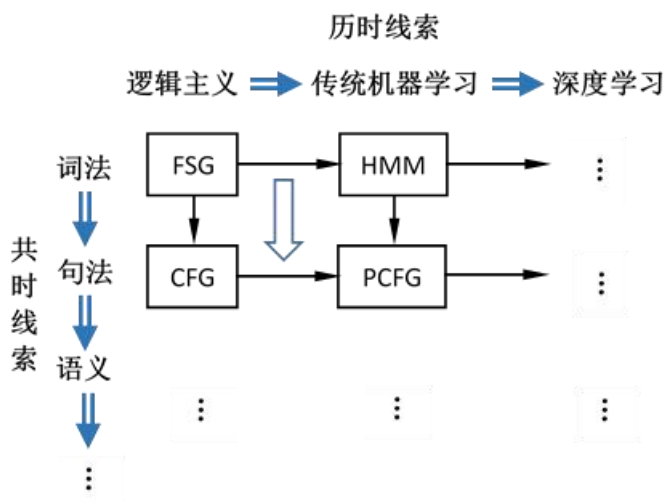 历时线索
逻辑主义 传统机器学习 深度学习
词法 FSG HMM
句法 CFG PCFG
共时线索
语义